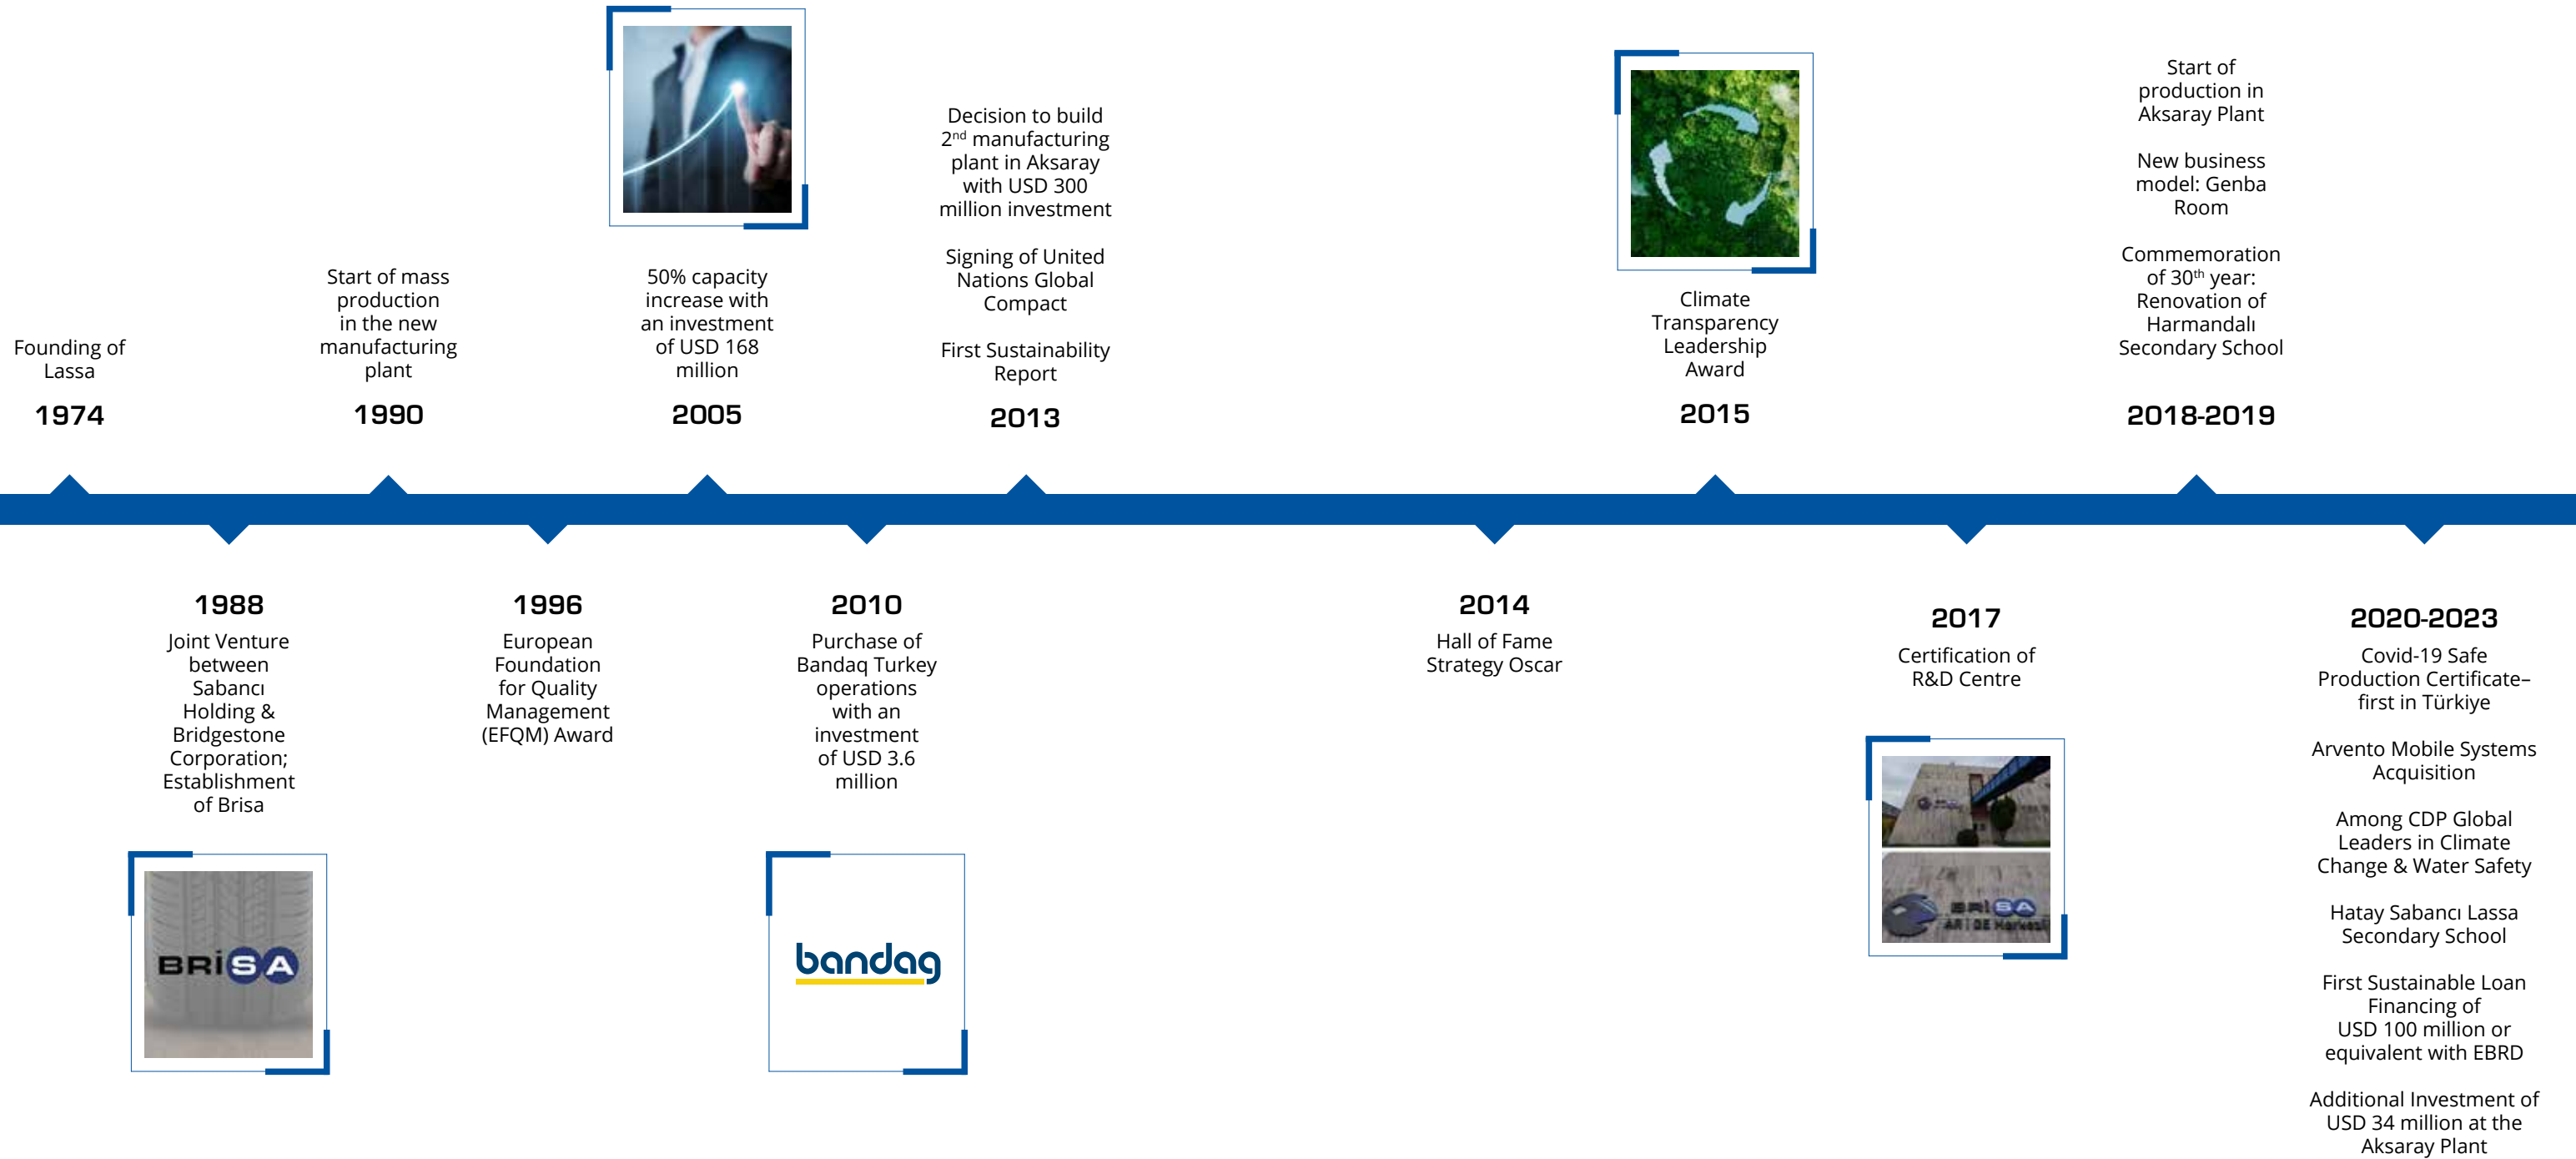 Founding of
Lassa
1974
1988
Joint Venture
between
Sabancı
Holding &
Bridgestone
Corporation;
Establishment
of Brisa
BRiSA
Start of mass
production
in the new
manufacturing
plant
1990
1996
European
Foundation
for Quality
Management
(EFQM) Award
50% capacity
increase with
an investment
of USD 168
million
2005
2010
Purchase of
Bandaq Turkey
operations
with an
investment
of USD 3.6
million
bandag
Decision to build
2nd manufacturing
plant in Aksaray
with USD 300
million investment
Signing of United
Nations Global
Compact
First Sustainability
Report
2013
2014
Hall of Fame
Strategy Oscar
Climate
Transparency
Leadership
Award
2015
2017
Certification of
R&D Centre
BRiSA
AR GE Merkezi
Start of
production in
Aksaray Plant
New business
model: Genba
Room
Commemoration
of 30th year:
Renovation of
Harmandalı
Secondary School
2018-2019
2020-2023
Covid-19 Safe
Production Certificate–
first in Türkiye
Arvento Mobile Systems
Acquisition
Among CDP Global
Leaders in Climate
Change & Water Safety
Hatay Sabancı Lassa
Secondary School
First Sustainable Loan
Financing of
USD 100 million or
equivalent with EBRD
Additional Investment of
USD 34 million at the
Aksaray Plant